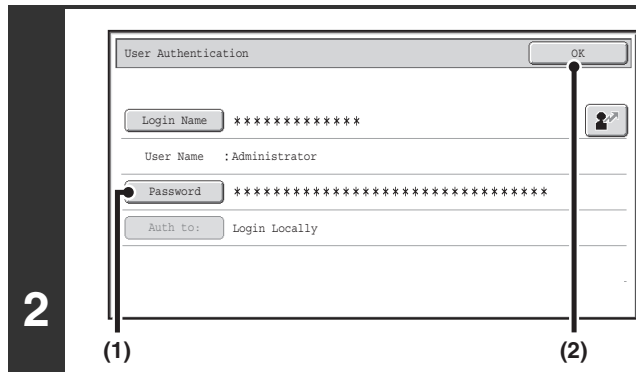 User Authentication OK
Login Name *************
User Name :Administrator
Password ********************************
Auth to: Login Locally
2
(1) (2)